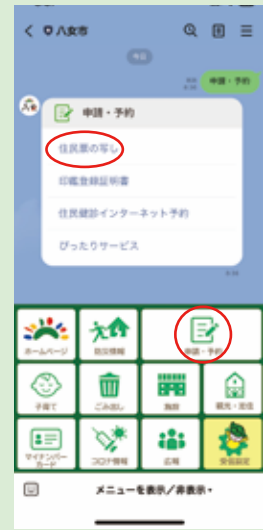 八女市
今日
申請・予約
申請・予約
住民票の写し
印鑑登録証明書
住民健診インターネット予約
ぴったりサービス
ホームページ
防災情報
申請・予約
子育て
ごみ出し
施設
観光・定住
マイナンバーカード
コロナ情報
広報
受信設定
メニューを表示/非表示